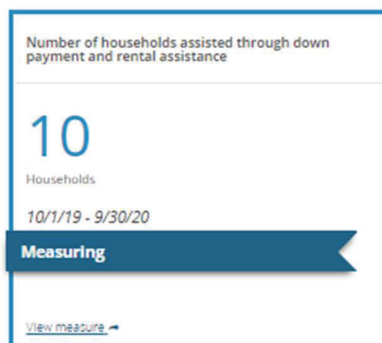 Number of households assisted through down
payment and rental assistance
10
Households
10/1/19 - 9/30/20
Measuring
View measure